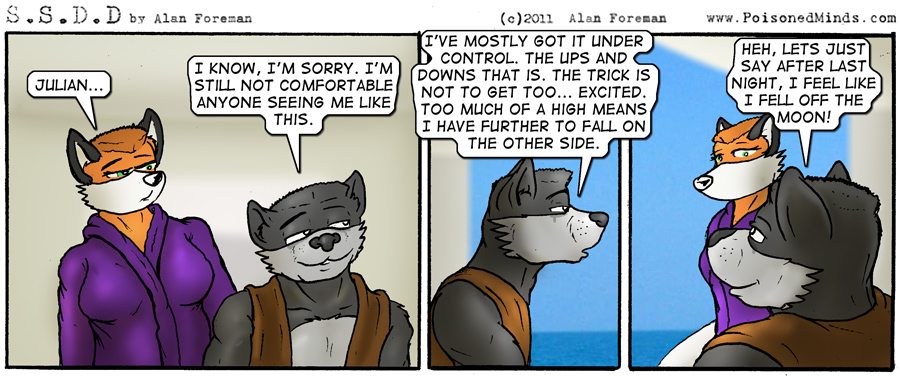 S.S.D.D by Alan Foreman (c)2011 Alan Foreman www.PoisonedMinds.com
JULIAN...
I KNOW, I'M SORRY. I'M
STILL NOT COMFORTABLE
ANYONE SEEING ME LIKE
THIS.
I'VE MOSTLY GOT IT UNDER
CONTROL. THE UPS AND
DOWNS THAT IS. THE TRICK IS
NOT TO GET TOO... EXCITED.
TOO MUCH OF A HIGH MEANS
I HAVE FURTHER TO FALL ON
THE OTHER SIDE.
HEH, LETS JUST
SAY AFTER LAST
NIGHT, I FEEL LIKE
I FELL OFF THE
MOON!